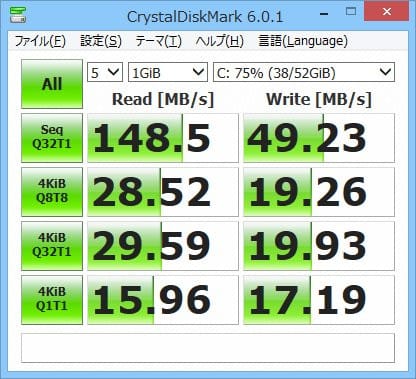 CrystalDiskMark 6.0.1
ファイル(F) 設定(S) テーマ(T) ヘルプ(H) 言語(Language)
All 5 1GiB C: 75% (38/52GiB)
Read [MB/s] Write [MB/s]
Seq Q32T1 148.5 49.23
4KiB Q8T8 28.52 19.26
4KiB Q32T1 29.59 19.93
4KiB Q1T1 15.96 17.19